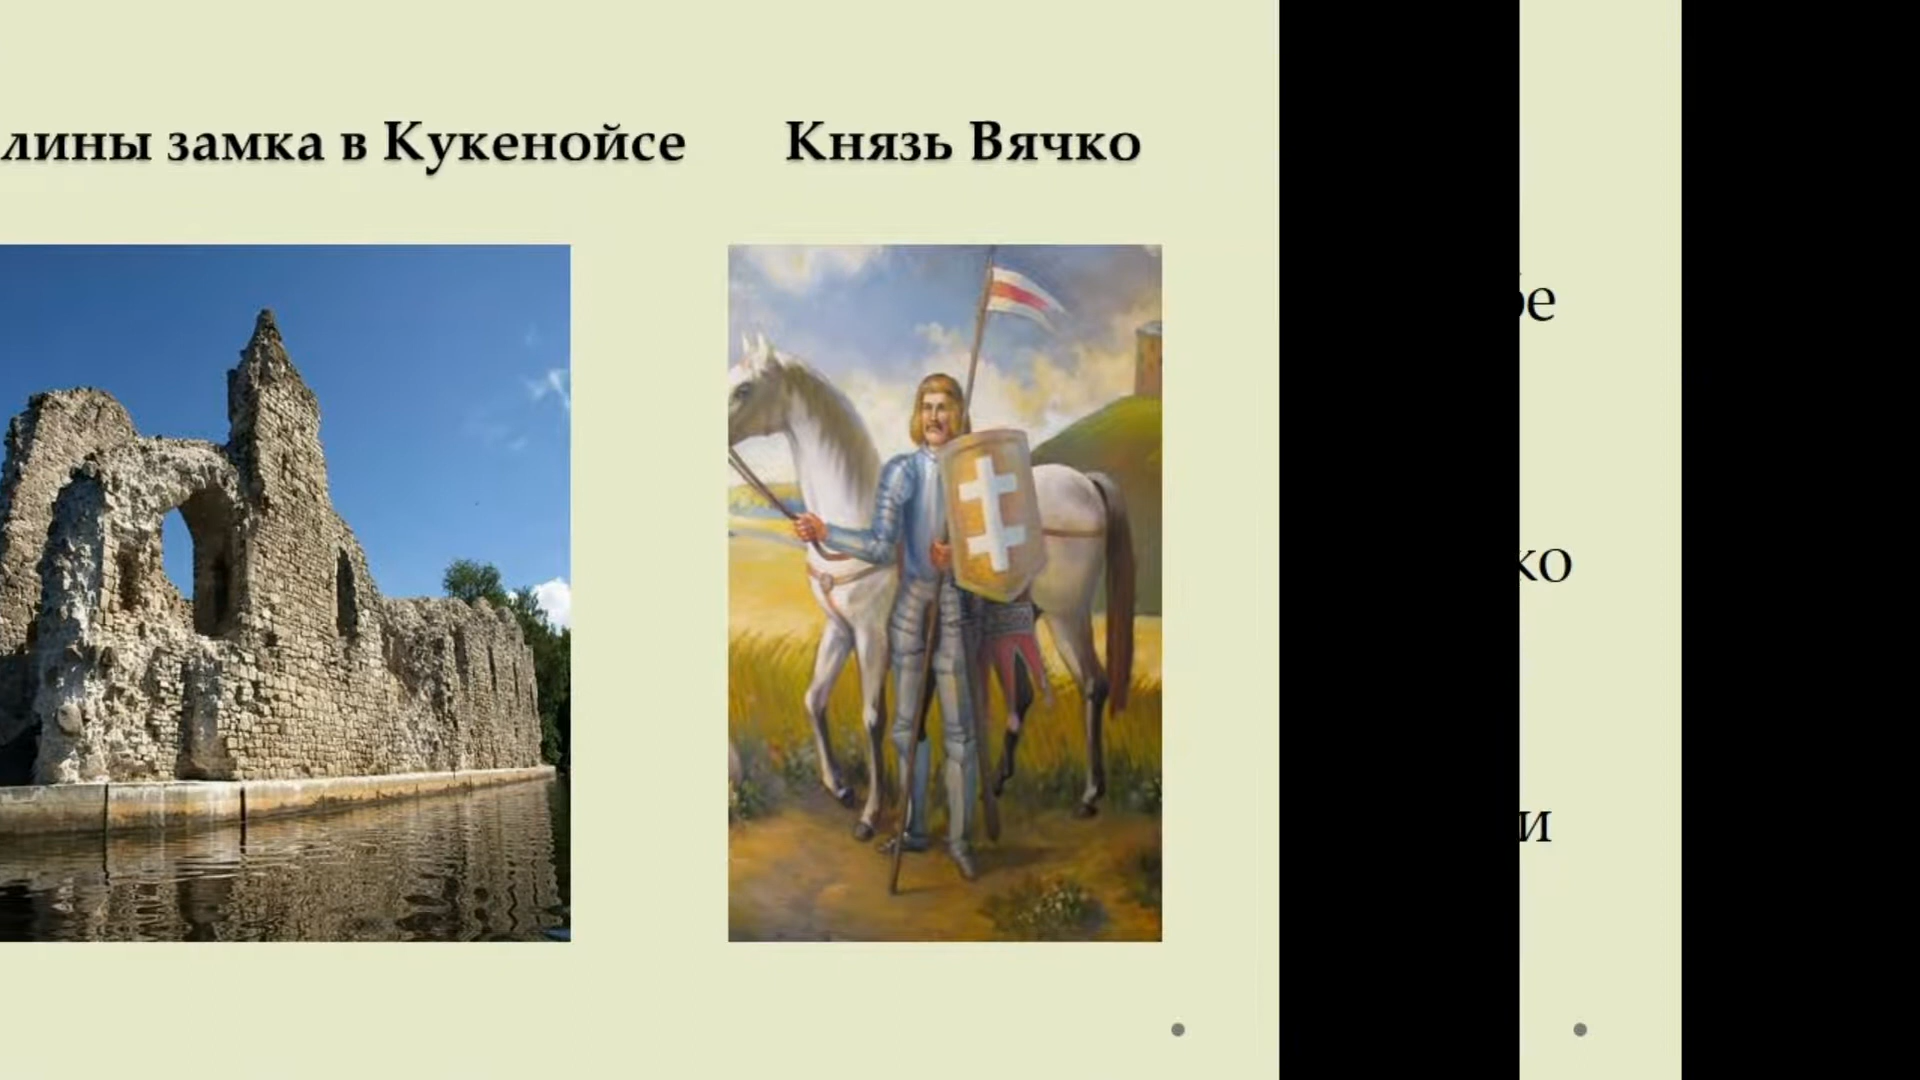 лины замка в Кукенойсе
Князь Вячко
бе
ко
и